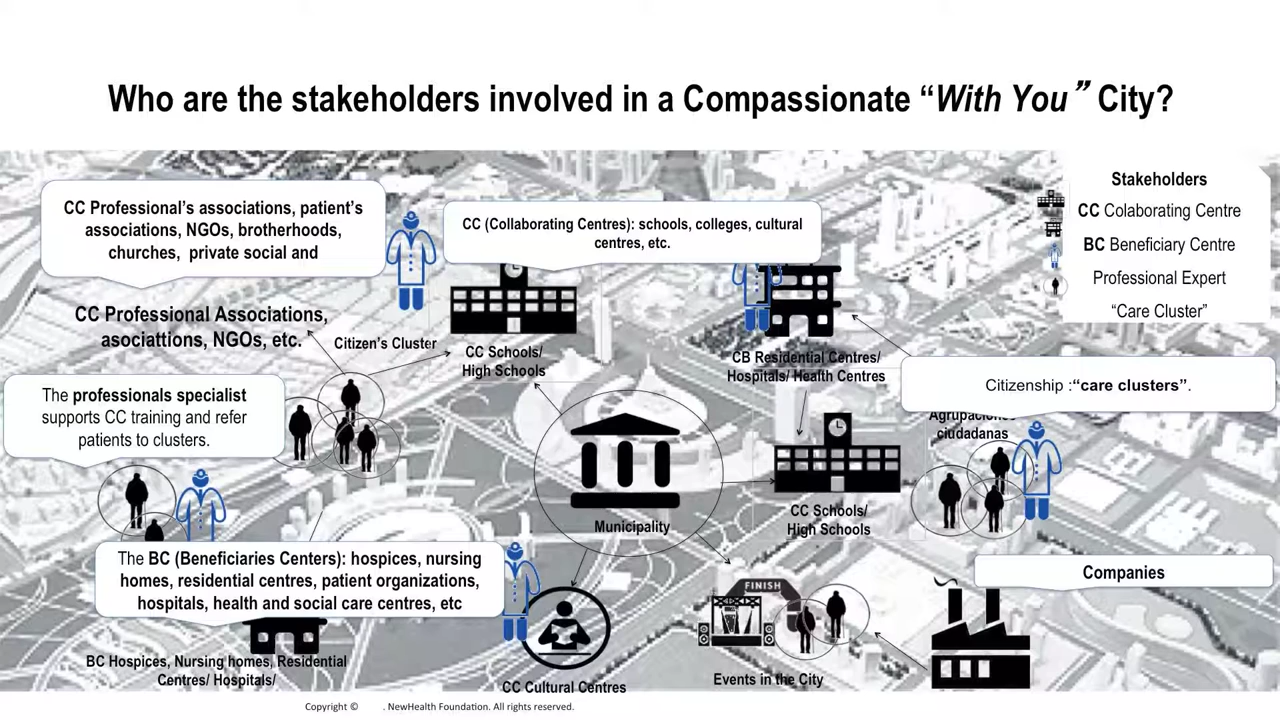 Who are the stakeholders involved in a Compassionate “With You” City?
CC Professional’s associations, patient’s
associations, NGOs, brotherhoods,
churches, private social and
CC (Collaborating Centres): schools, colleges, cultural
centres, etc.
Stakeholders
CC Colaborating Centre
BC Beneficiary Centre
Professional Expert
“Care Cluster”
CC Professional Associations,
asociattions, NGOs, etc.
Citizen’s Cluster
CC Schools/
High Schools
CB Residential Centres/
Hospitals/ Health Centres
Citizenship :“care clusters”.
The professionals specialist
supports CC training and refer
patients to clusters.
Agrupaciones
ciudadanas
Municipality
CC Schools/
High Schools
The BC (Beneficiaries Centers): hospices, nursing
homes, residential centres, patient organizations,
hospitals, health and social care centres, etc
Companies
FINISH
BC Hospices, Nursing homes, Residential
Centres/ Hospitals/
CC Cultural Centres
Events in the City
Copyright © . NewHealth Foundation. All rights reserved.